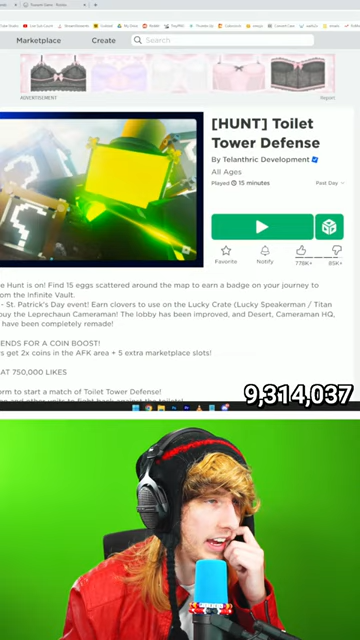 Marketplace
Create
Search
ADVERTISEMENT
Report
[HUNT] Toilet
Tower Defense
By Telanthric Development
All Ages
Played 15 minutes
Past Day
Favorite
Notify
778K+
85K+
e Hunt is on! Find 15 eggs scattered around the map to earn a badge on your journey to
om the Infinite Vault.
- St. Patrick's Day event! Earn clovers to use on the Lucky Crate (Lucky Speakerman / Titan
buy the Leprechaun Cameraman! The lobby has been improved, and Desert, Cameraman HQ,
have been completely remade!
ENDS FOR A COIN BOOST!
rs get 2x coins in the AFK area + 5 extra marketplace slots!
AT 750,000 LIKES
orm to start a match of Toilet Tower Defense!
9,314,037